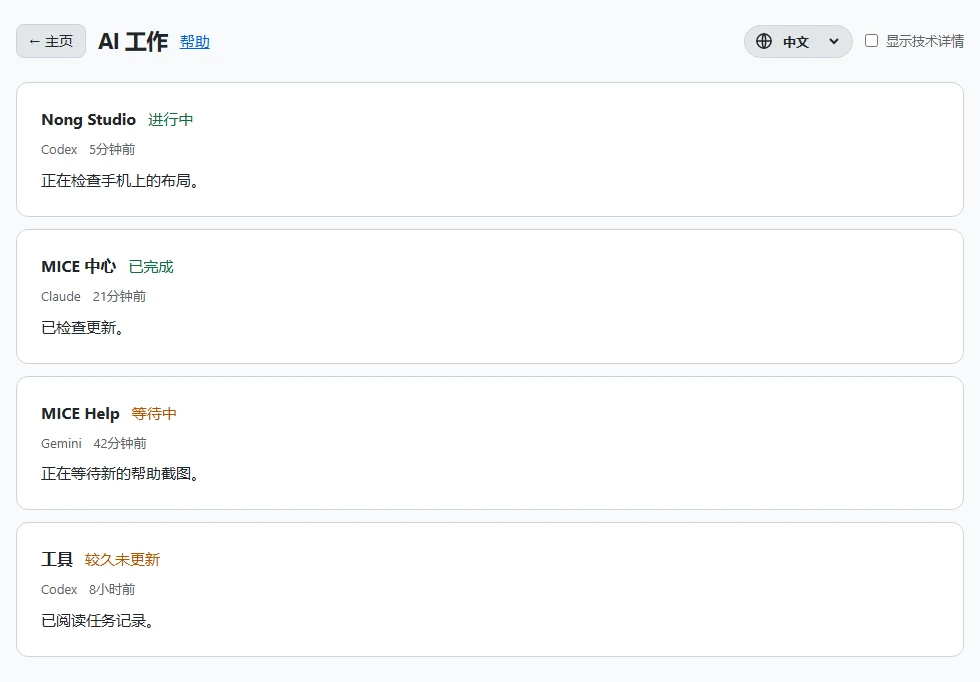 ← 主页 AI 工作 帮助 中文 显示技术详情
Nong Studio 进行中
Codex 5分钟前
正在检查手机上的布局。
MICE 中心 已完成
Claude 21分钟前
已检查更新。
MICE Help 等待中
Gemini 42分钟前
正在等待新的帮助截图。
工具 较久未更新
Codex 8小时前
已阅读任务记录。